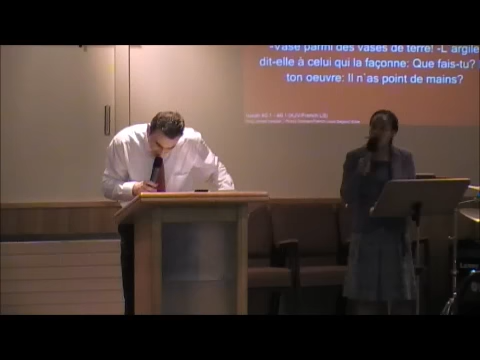 -Vase parmi des vases de terre! -L`argile
dit-elle à celui qui la façonne: Que fais-tu?
ton oeuvre: Il n`as point de mains?